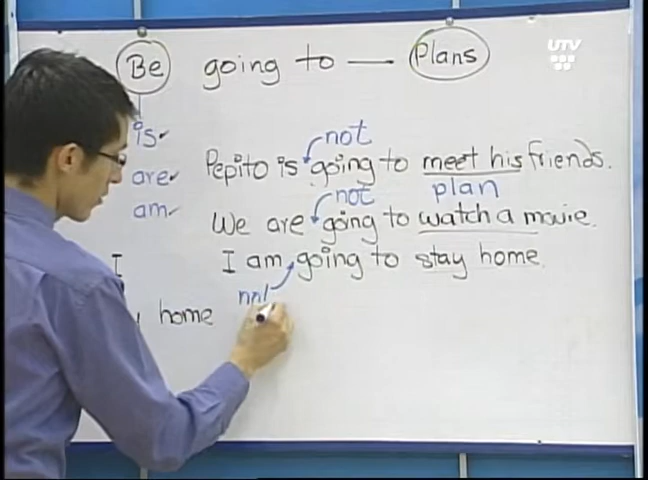 UTV
Be going to — Plans
is✓
are✓
am✓
not
Pepito is going to meet his friends.
not plan
We are going to watch a movie.
I am going to stay home.
I
home